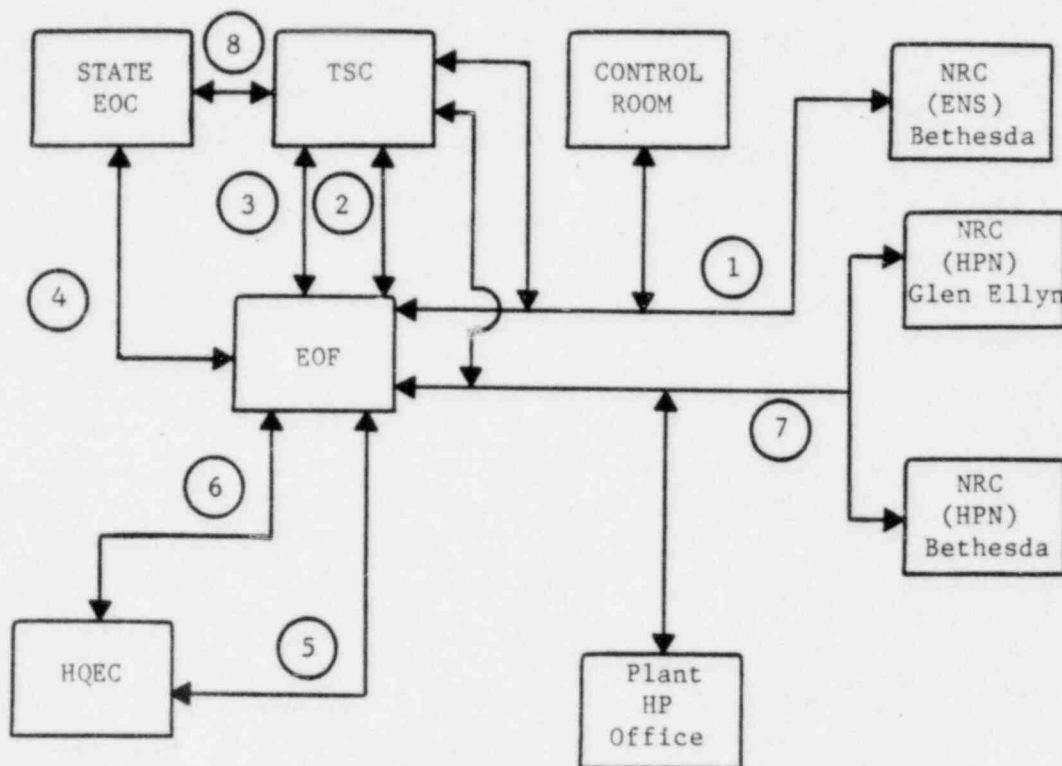 8
STATE
EOC
TSC
CONTROL
ROOM
NRC
(ENS)
Bethesda
3
2
1
NRC
(HPN)
Glen Ellyn
4
EOF
7
6
NRC
(HPN)
Bethesda
5
HQEC
Plant
HP
Office